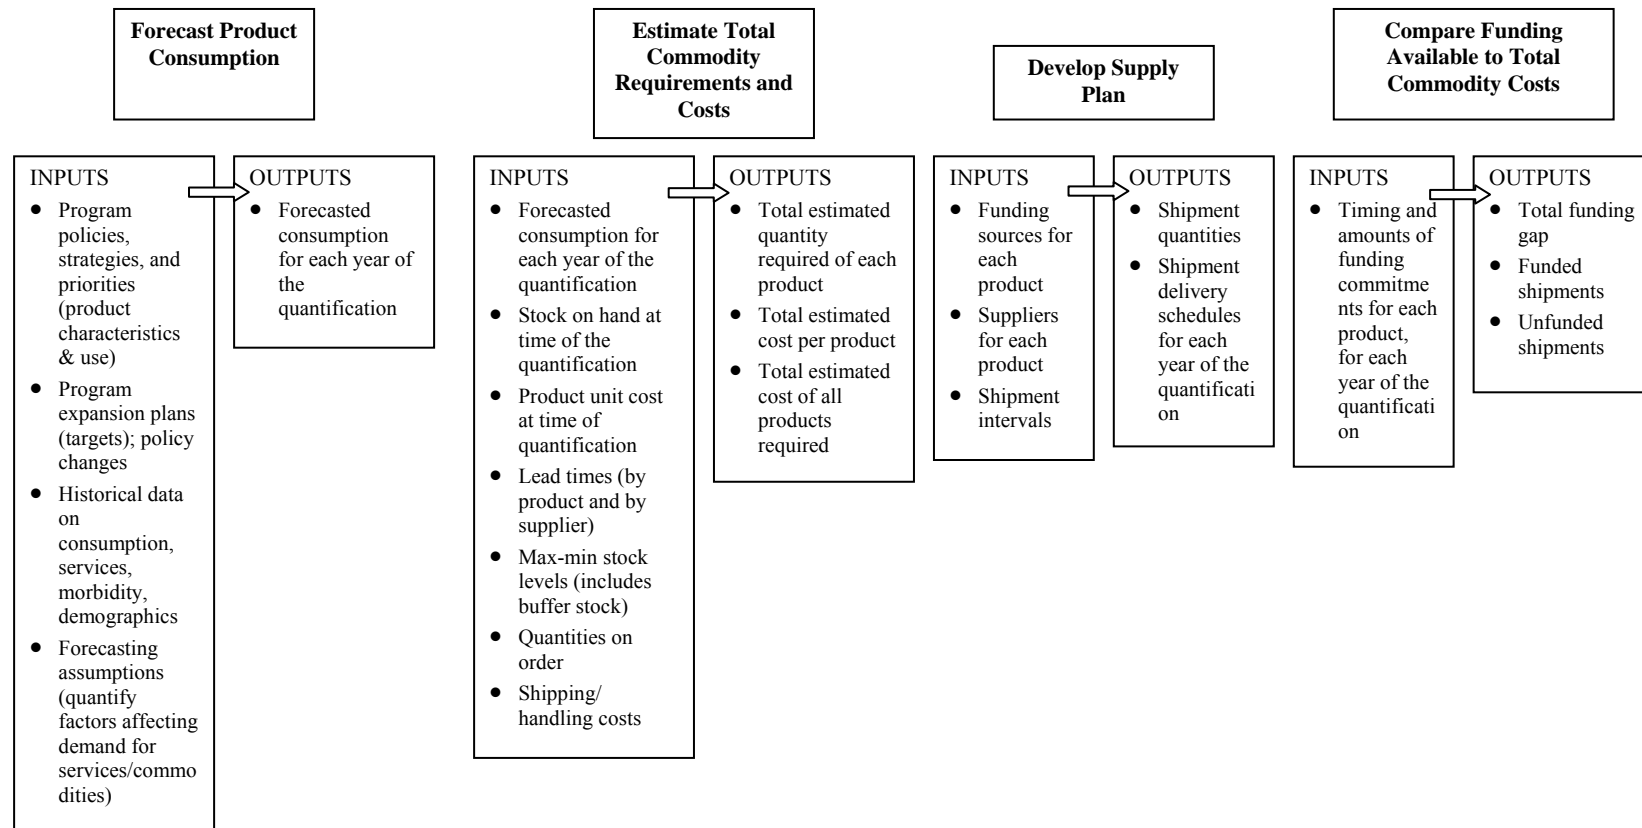 Forecast Product
Consumption
Estimate Total
Commodity
Requirements and
Costs
Develop Supply
Plan
Compare Funding
Available to Total
Commodity Costs
INPUTS
• Program
policies,
strategies, and
priorities
(product
characteristics
& use)
• Program
expansion plans
(targets); policy
changes
• Historical data
on
consumption,
services,
morbidity,
demographics
• Forecasting
assumptions
(quantify
factors affecting
demand for
services/commo
dities)
OUTPUTS
• Forecasted
consumption
for each year of
the
quantification
INPUTS
• Forecasted
consumption for
each year of the
quantification
• Stock on hand at
time of the
quantification
• Product unit cost
at time of
quantification
• Lead times (by
product and by
supplier)
• Max-min stock
levels (includes
buffer stock)
• Quantities on
order
• Shipping/
handling costs
OUTPUTS
• Total estimated
quantity
required of each
product
• Total estimated
cost per product
• Total estimated
cost of all
products
required
INPUTS
• Funding
sources for
each
product
• Suppliers
for each
product
• Shipment
intervals
OUTPUTS
• Shipment
quantities
• Shipment
delivery
schedules
for each
year of the
quantificati
on
INPUTS
• Timing and
amounts of
funding
commitme
nts for each
product,
for each
year of the
quantificati
on
OUTPUTS
• Total funding
gap
• Funded
shipments
• Unfunded
shipments